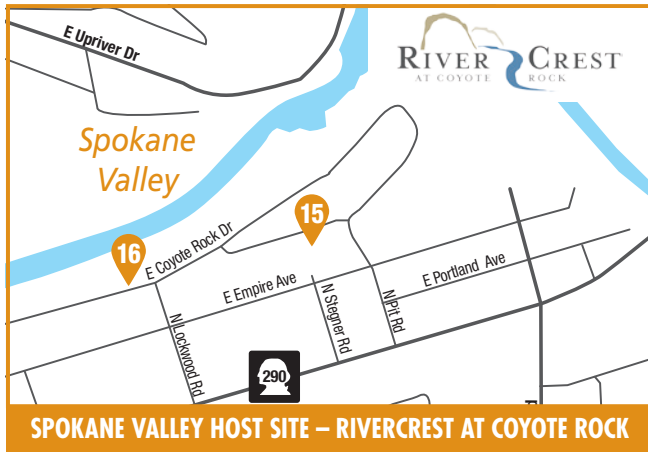 E Upriver Dr
RIVER CREST
AT COYOTE ROCK
Spokane
Valley
15
16
E Coyote Rock Dr
E Empire Ave
E Portland Ave
N Lockwood Rd
N Stegner Rd
N Pit Rd
290
SPOKANE VALLEY HOST SITE – RIVERCREST AT COYOTE ROCK